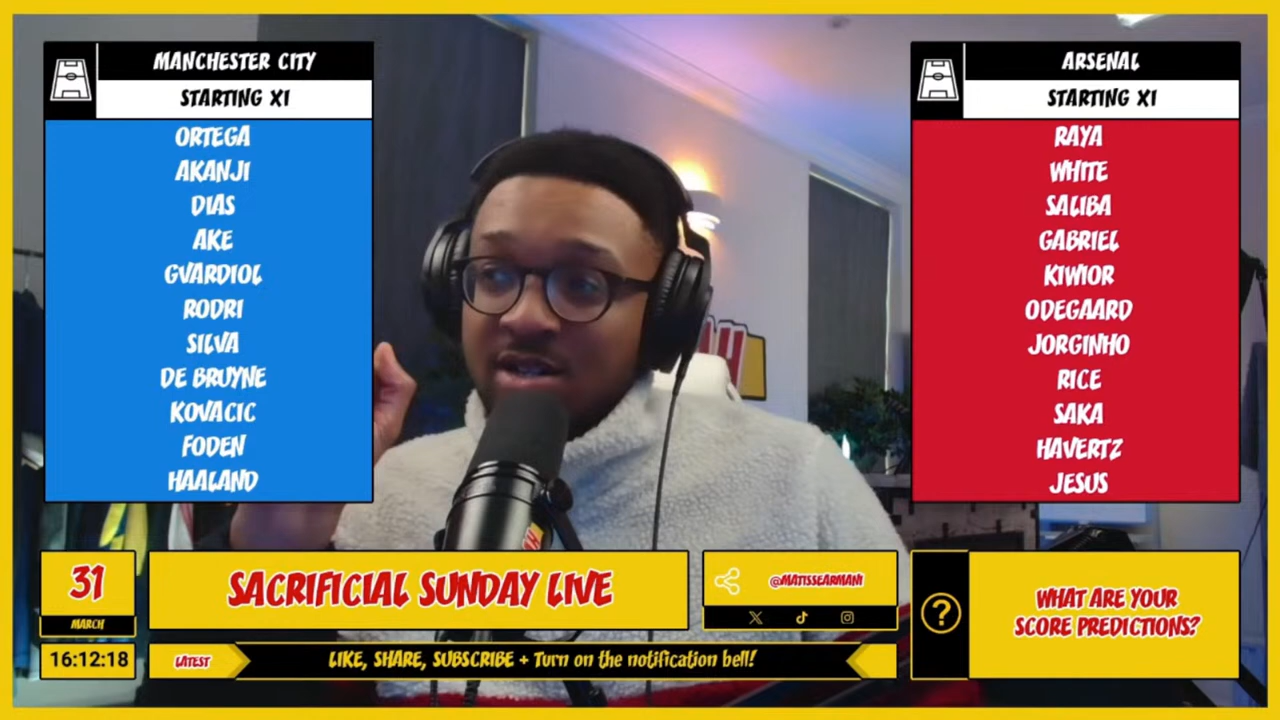 MANCHESTER CITY
STARTING XI
ORTEGA
AKANJI
DIAS
AKE
GVARDIOL
RODRI
SILVA
DE BRUYNE
KOVACIC
FODEN
HAALAND
ARSENAL
STARTING XI
RAYA
WHITE
SALIBA
GABRIEL
KIWIOR
ODEGAARD
JORGINHO
RICE
SAKA
HAVERTZ
JESUS
31
MARCH
16:12:18
SACRIFICIAL SUNDAY LIVE
@MATISSEARMANI
LATEST
LIKE, SHARE, SUBSCRIBE + Turn on the notification bell!
?
WHAT ARE YOUR
SCORE PREDICTIONS?